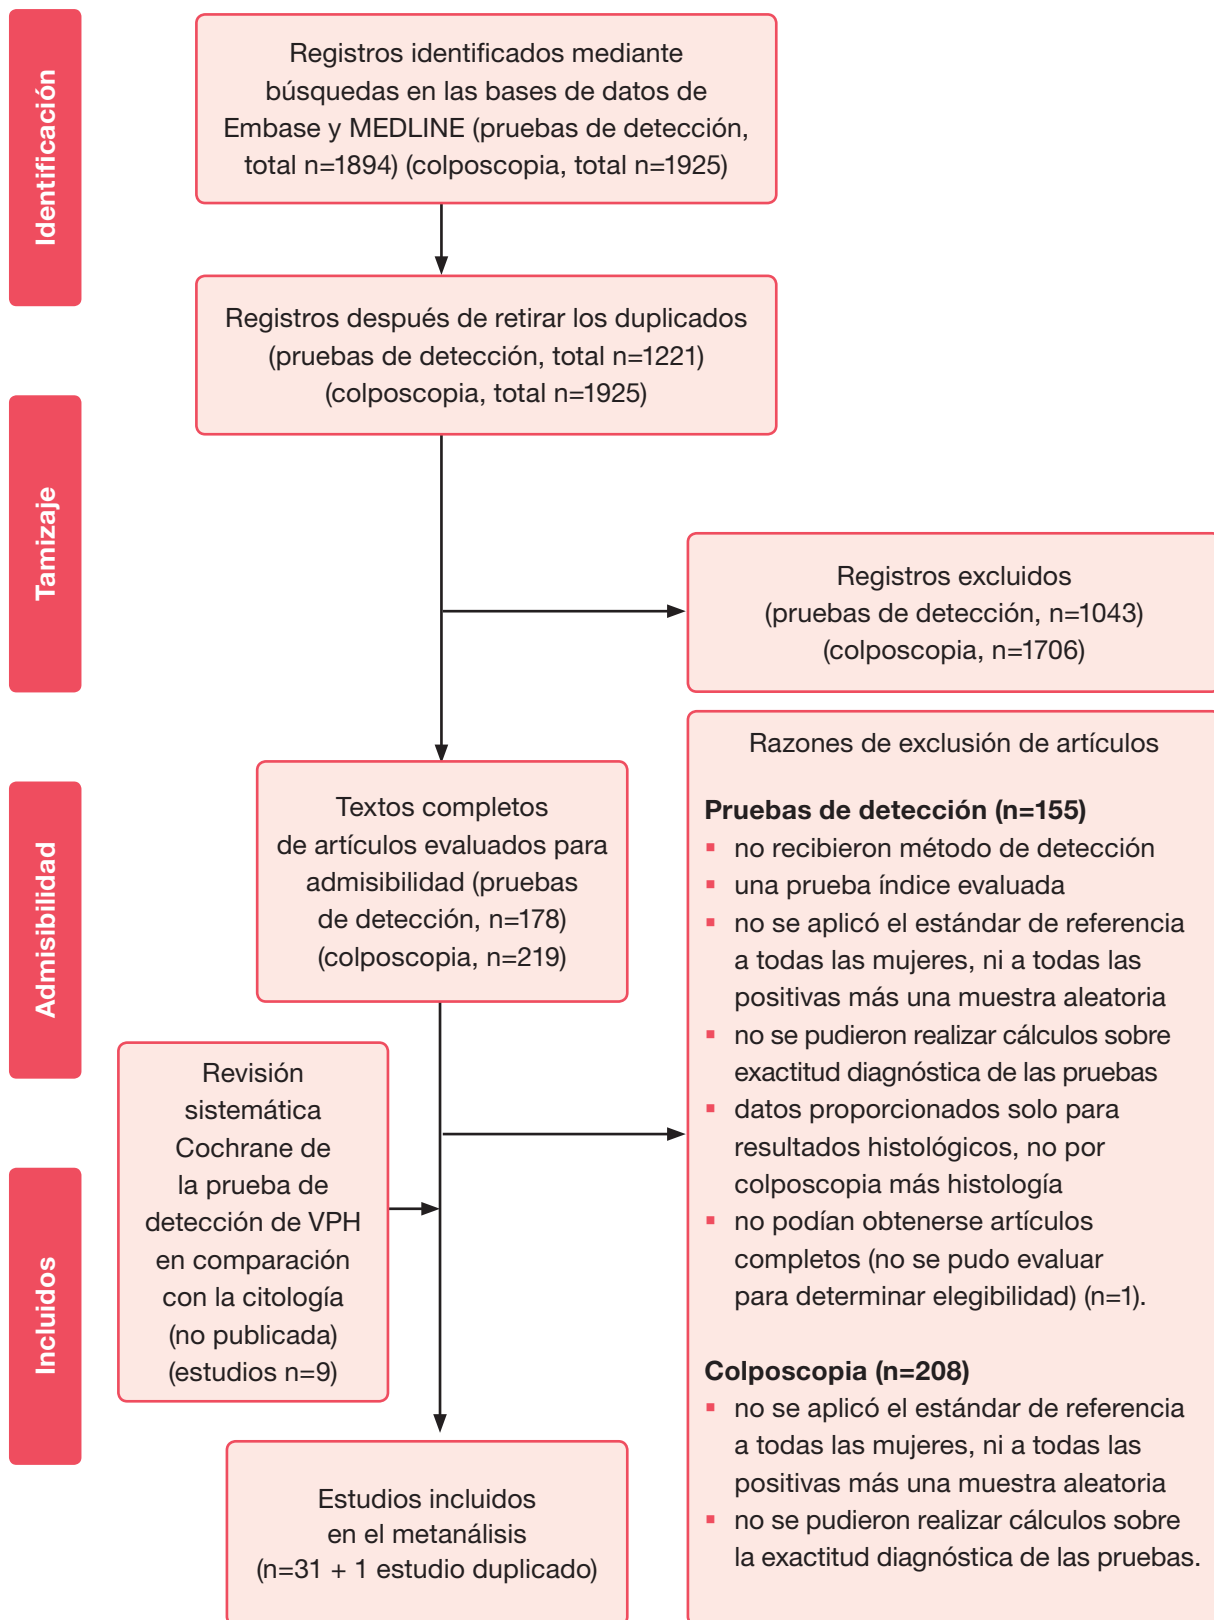 Identificación
Registros identificados mediante
búsquedas en las bases de datos de
Embase y MEDLINE (pruebas de detección,
total n=1894) (colposcopia, total n=1925)
Registros después de retirar los duplicados
(pruebas de detección, total n=1221)
(colposcopia, total n=1925)
Tamizaje
Registros excluidos
(pruebas de detección, n=1043)
(colposcopia, n=1706)
Admisibilidad
Textos completos
de artículos evaluados para
admisibilidad (pruebas
de detección, n=178)
(colposcopia, n=219)
Razones de exclusión de artículos
Pruebas de detección (n=155)
▪ no recibieron método de detección
▪ una prueba índice evaluada
▪ no se aplicó el estándar de referencia
a todas las mujeres, ni a todas las
positivas más una muestra aleatoria
▪ no se pudieron realizar cálculos sobre
exactitud diagnóstica de las pruebas
▪ datos proporcionados solo para
resultados histológicos, no por
colposcopia más histología
▪ no podían obtenerse artículos
completos (no se pudo evaluar
para determinar elegibilidad) (n=1).
Colposcopia (n=208)
▪ no se aplicó el estándar de referencia
a todas las mujeres, ni a todas las
positivas más una muestra aleatoria
▪ no se pudieron realizar cálculos sobre
la exactitud diagnóstica de las pruebas.
Revisión
sistemática
Cochrane de
la prueba de
detección de VPH
en comparación
con la citología
(no publicada)
(estudios n=9)
Incluidos
Estudios incluidos
en el metanálisis
(n=31 + 1 estudio duplicado)